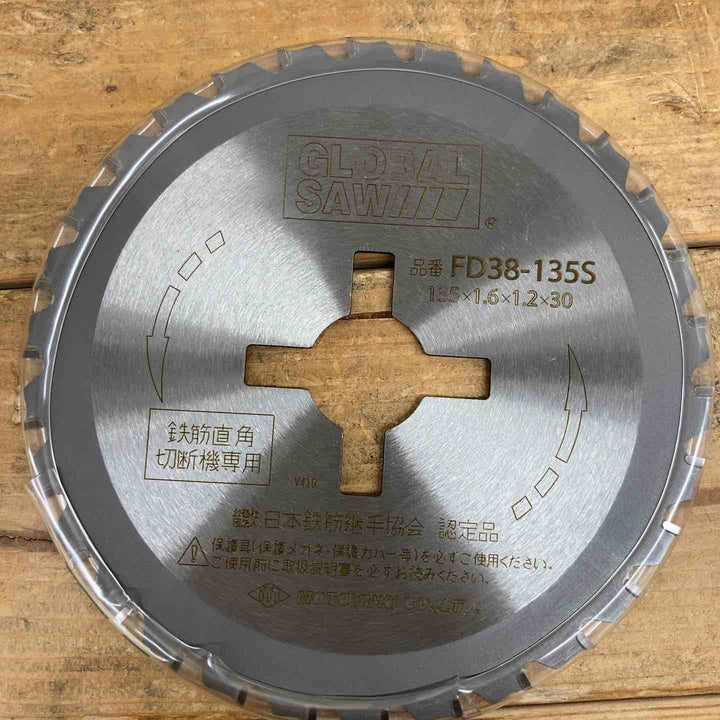 GLOBAL
SAW
®
品番 FD38-135S
135×1.6×1.2×30
鉄筋直角
切断機専用
日本鉄筋継手協会 認定品
保護具(保護メガネ・保護カバー等)を必ずご使用ください。
ご使用前に取扱説明書を必ずお読みください。
MOTOYUKI CO.,LTD.